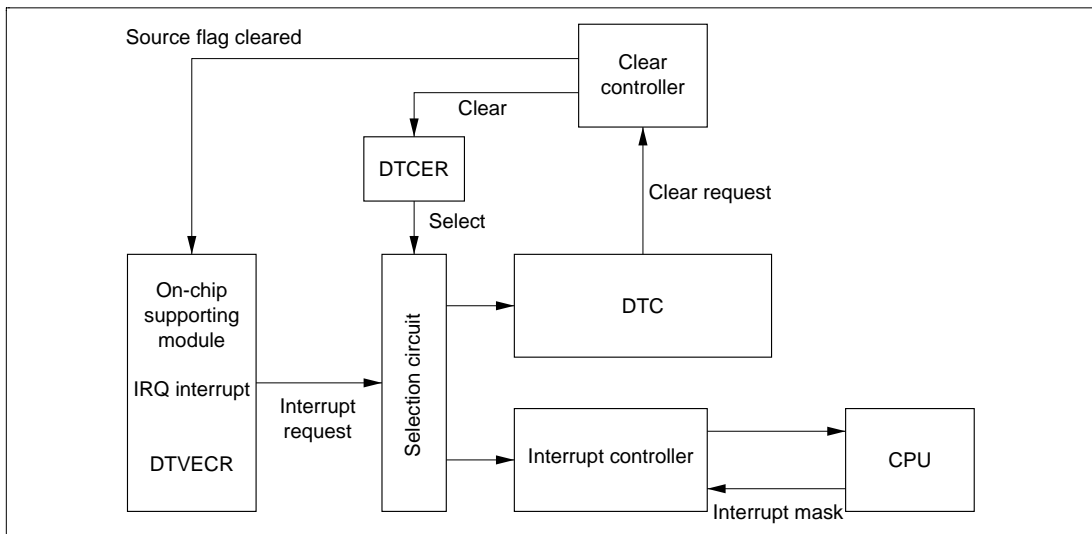 Source flag cleared
Clear
controller
Clear
DTCER
Clear request
Select
On-chip
supporting
module
IRQ interrupt
DTVECR
Interrupt
request
Selection circuit
DTC
Interrupt controller
CPU
Interrupt mask